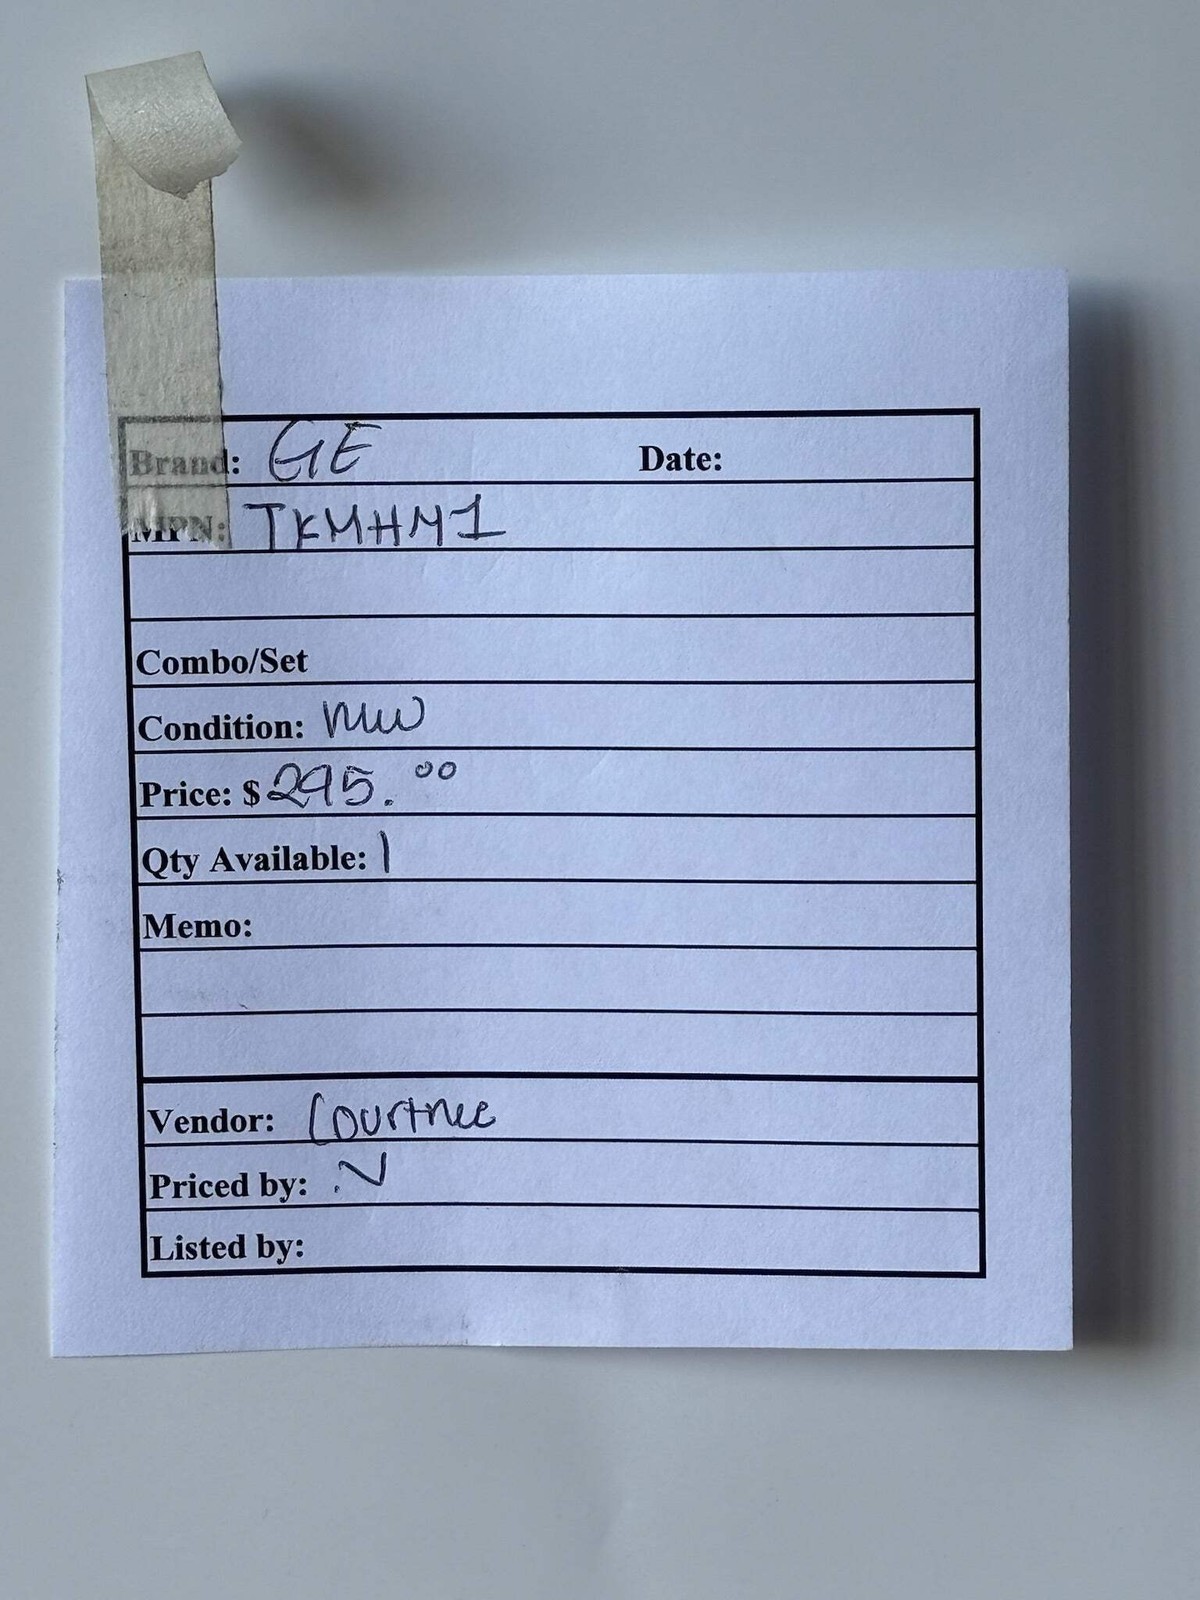 Brand: GE Date:
MPN: TKMHM1
Combo/Set
Condition: new
Price: $295.00
Qty Available: 1
Memo:
Vendor: Courtnee
Priced by: .N
Listed by: